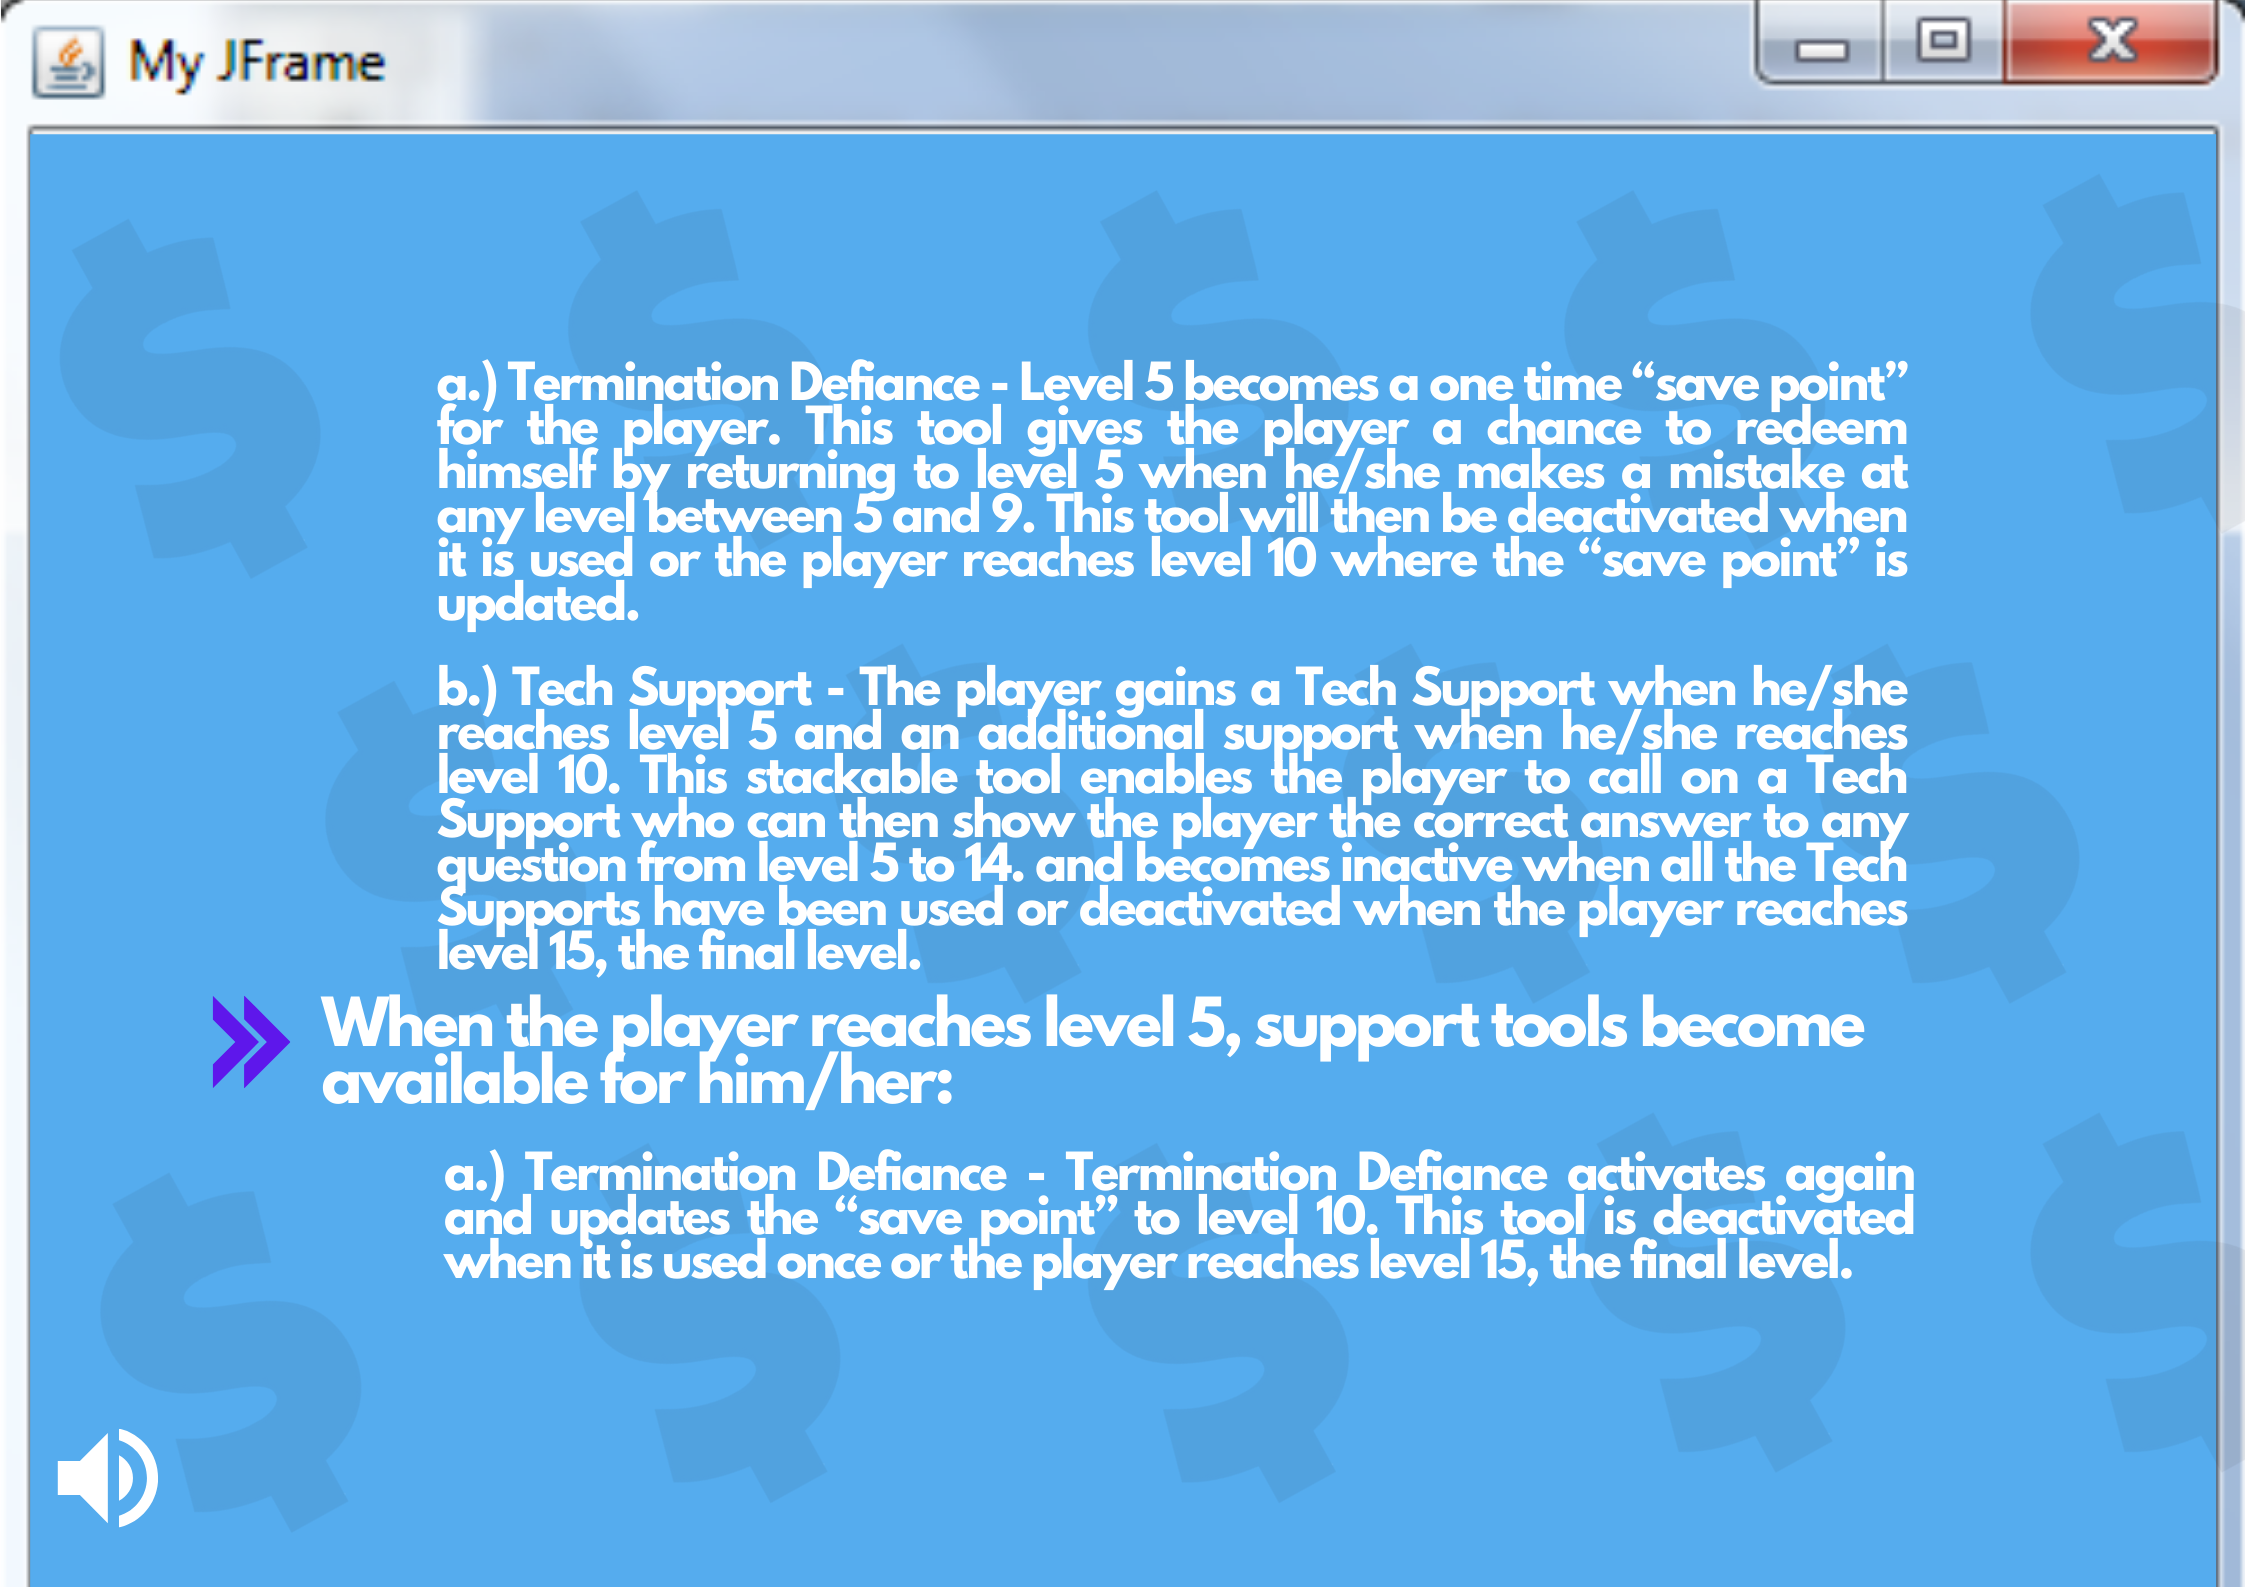 My JFrame
a.) Termination Defiance - Level 5 becomes a one time “save point”
for the player. This tool gives the player a chance to redeem
himself by returning to level 5 when he/she makes a mistake at
any level between 5 and 9. This tool will then be deactivated when
it is used or the player reaches level 10 where the “save point” is
updated.
b.) Tech Support - The player gains a Tech Support when he/she
reaches level 5 and an additional support when he/she reaches
level 10. This stackable tool enables the player to call on a Tech
Support who can then show the player the correct answer to any
question from level 5 to 14. and becomes inactive when all the Tech
Supports have been used or deactivated when the player reaches
level 15, the final level.
When the player reaches level 5, support tools become
available for him/her:
a.) Termination Defiance - Termination Defiance activates again
and updates the “save point” to level 10. This tool is deactivated
when it is used once or the player reaches level 15, the final level.